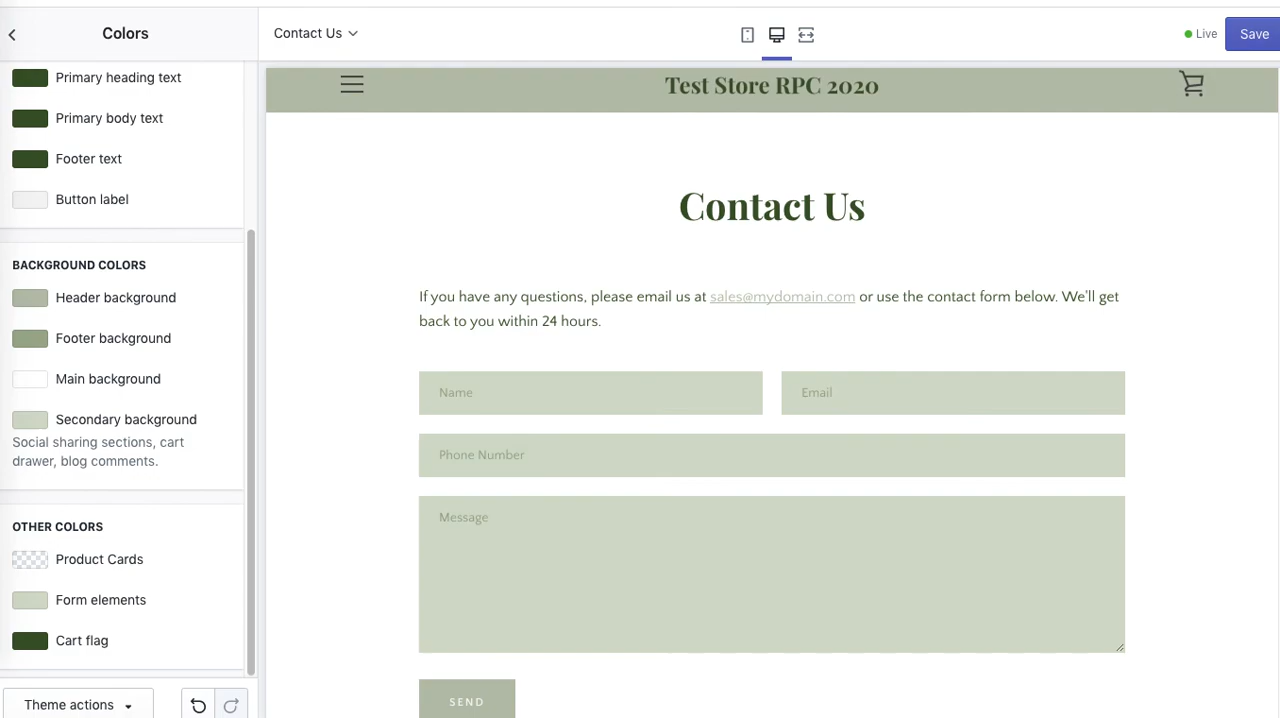 Colors
Contact Us
Live
Save
Primary heading text
Primary body text
Footer text
Button label
BACKGROUND COLORS
Header background
Footer background
Main background
Secondary background
Social sharing sections, cart
drawer, blog comments.
OTHER COLORS
Product Cards
Form elements
Cart flag
Theme actions
Test Store RPC 2020
Contact Us
If you have any questions, please email us at sales@mydomain.com or use the contact form below. We'll get
back to you within 24 hours.
Name
Email
Phone Number
Message
SEND